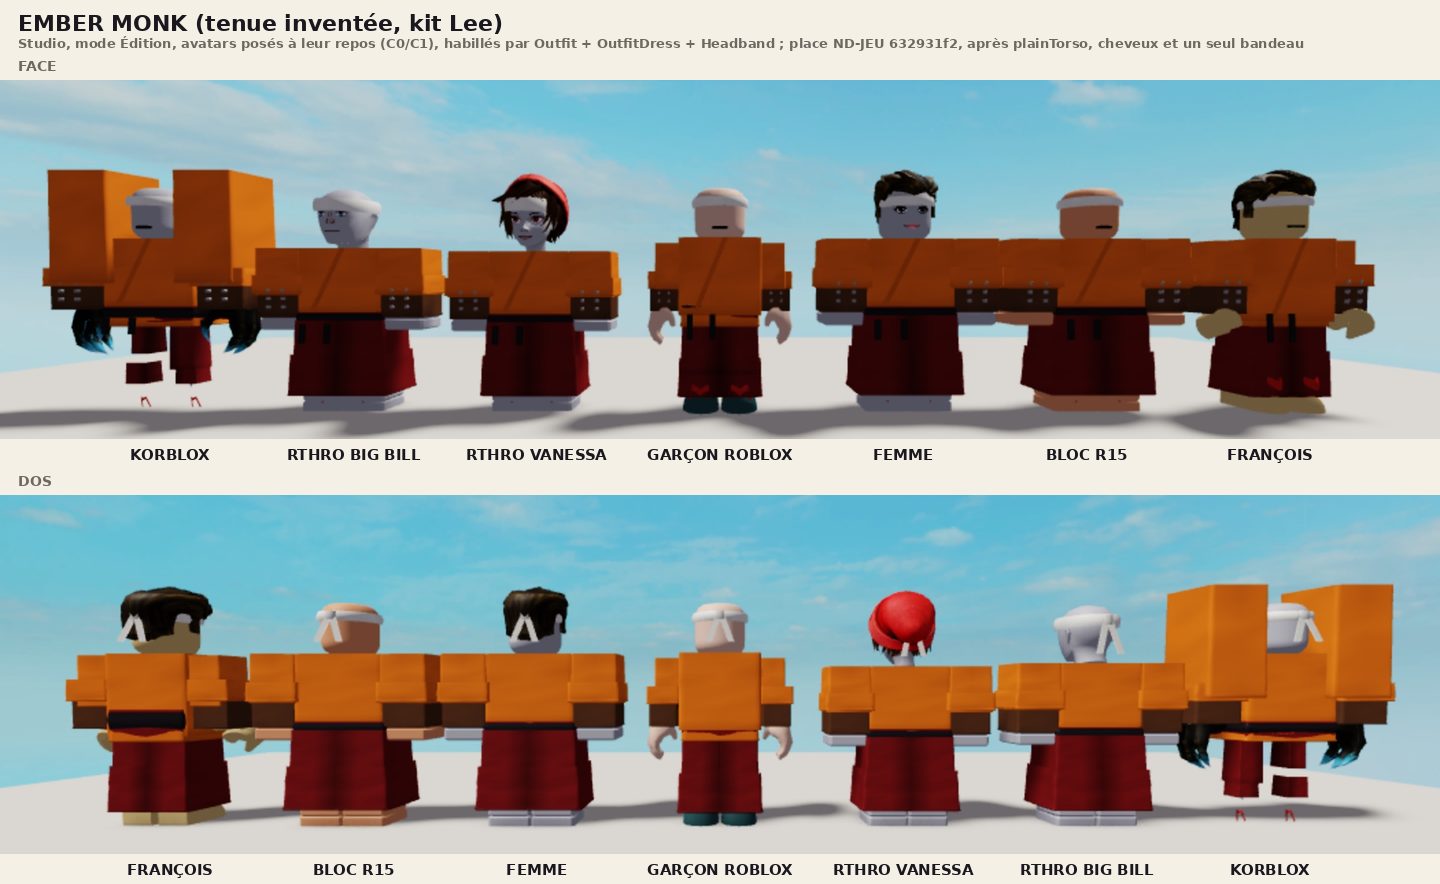 EMBER MONK (tenue inventée, kit Lee)
Studio, mode Édition, avatars posés à leur repos (C0/C1), habillés par Outfit + OutfitDress + Headband ; place ND-JEU 632931f2, après plainTorso, cheveux et un seul bandeau
FACE
KORBLOX RTHRO BIG BILL RTHRO VANESSA GARÇON ROBLOX FEMME BLOC R15 FRANÇOIS
DOS
FRANÇOIS BLOC R15 FEMME GARÇON ROBLOX RTHRO VANESSA RTHRO BIG BILL KORBLOX